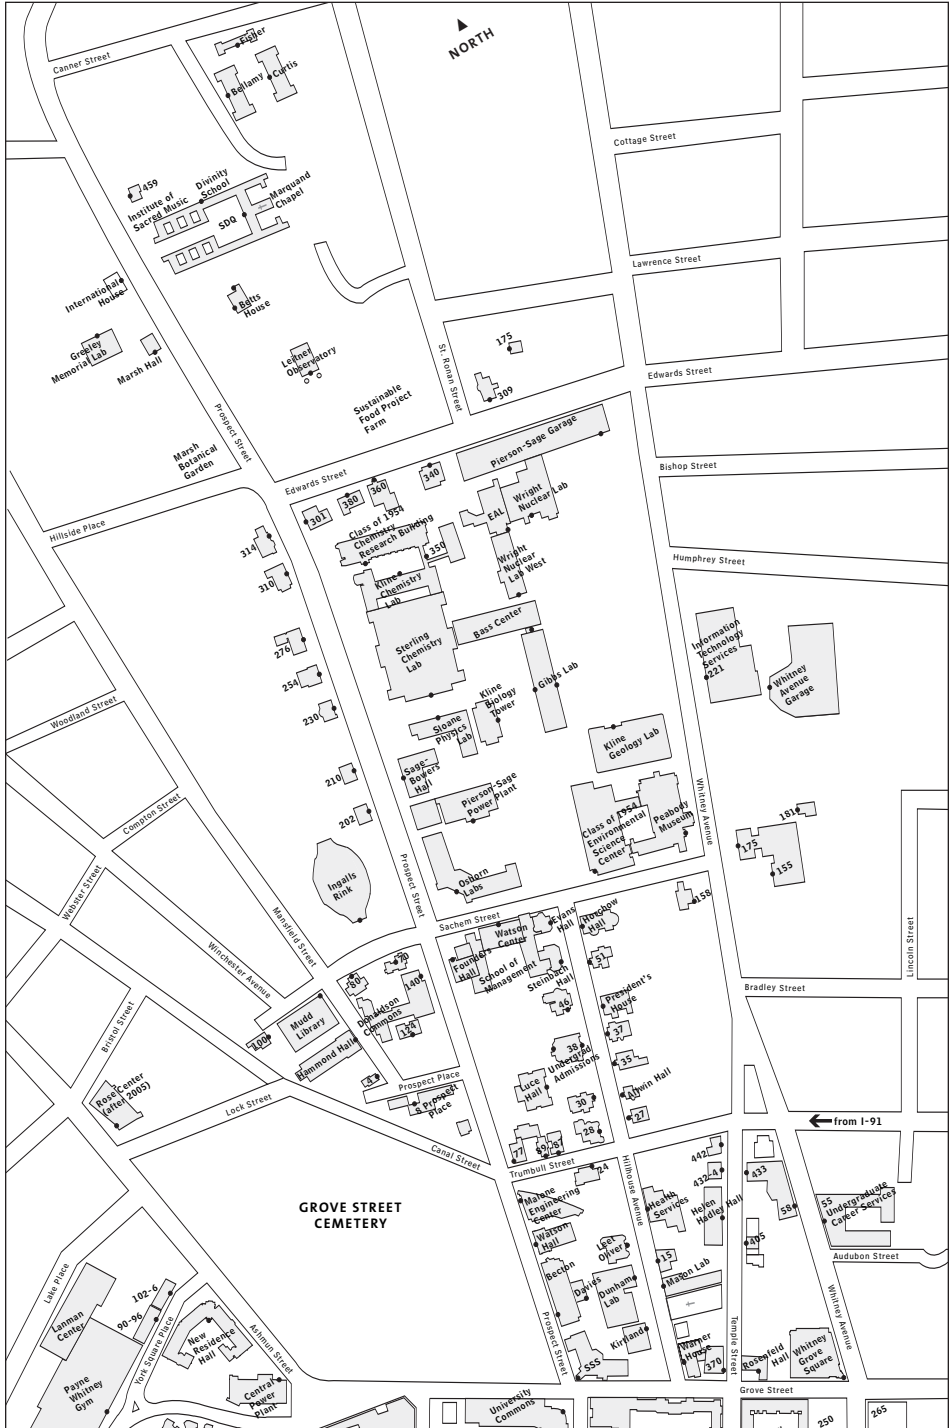 Fisher
Canner Street
NORTH
Bellamy
Curtis
Cottage Street
459
Institute of
Sacred Music
Divinity
School
Marquand
Chapel
SDQ
Lawrence Street
International
House
Betts
House
Greeley
Memorial Lab
Marsh Hall
Leitner
Observatory
175
St. Ronan Street
309
Edwards Street
Sustainable
Food Project
Farm
Prospect Street
Marsh
Botanical
Garden
Pierson-Sage Garage
Bishop Street
Edwards Street
340
360
380
301
Hillside Place
Wright
Nuclear Lab
EAL
Class of 1954
Chemistry
Research Building
350
314
Wright
Nuclear
Lab West
Humphrey Street
310
Kline
Chemistry
Lab
Bass Center
Sterling
Chemistry
Lab
276
Information
Technology
Services
221
Gibbs Lab
Whitney
Avenue
Garage
254
Kline
Biology
Tower
230
Woodland Street
Sloane
Physics
Lab
Kline
Geology Lab
Sage-
Bowers
Hall
210
Pierson-Sage
Power Plant
Whitney Avenue
202
Compton Street
Class of 1954
Environmental
Science
Center
Peabody
Museum
181
175
155
Ingalls
Rink
Osborn
Labs
Prospect Street
158
Webster Street
Mansfield Street
Sachem Street
Watson
Center
Evans
Hall
Horchow
Hall
Lincoln Street
Founders
Hall
School of
Management
Steinbach
Hall
51
Winchester Avenue
70
80
140
President's
House
Bradley Street
46
Donaldson
Commons
Mudd
Library
124
37
Bristol Street
100
Hammond Hall
38
Undergrad
Admissions
35
Prospect Place
4
Luce
Hall
Rose Center
(after 2005)
8 Prospect
Place
30
27
Lock Street
from I-91
28
77
87
Canal Street
Trumbull Street
24
442
432-4
433
Hillhouse Avenue
GROVE STREET
CEMETERY
Malone
Engineering
Center
Health
Services
Helen
Hadley Hall
58
55
Undergraduate
Career Services
Watson
Hall
Leet
Oliver
405
Audubon Street
15
Becton
Davies
Dunham
Lab
Mason Lab
Lake Place
102-6
90-96
Lanman
Center
York Square Place
New
Residence
Hall
Ashmun Street
Prospect Street
Kirtland
SSS
Warner
House
370
Temple Street
Rosenfeld
Hall
Whitney
Grove
Square
Whitney Avenue
Payne
Whitney
Gym
Central
Power
Plant
Grove Street
University
Commons
250
265